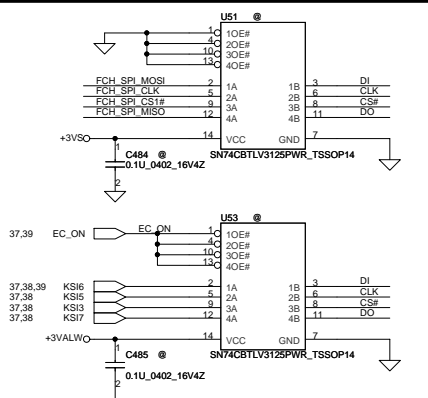 U51 @
1 1OE#
4 2OE#
10 3OE#
13 4OE#
FCH_SPI_MOSI 2 1A 1B 3 DI
FCH_SPI_CLK 5 2A 2B 6 CLK
FCH_SPI_CS1# 9 3A 3B 8 CS#
FCH_SPI_MISO 12 4A 4B 11 DO
+3VS 14 VCC GND 7
1 C484 @ SN74CBTLV3125PWR_TSSOP14
0.1U_0402_16V4Z
2
U53 @
37,39 EC_ON EC_ON 1 1OE#
4 2OE#
10 3OE#
13 4OE#
37,38,39 KSI6 2 1A 1B 3 DI
37,38 KSI5 5 2A 2B 6 CLK
37,38 KSI3 9 3A 3B 8 CS#
37,38 KSI7 12 4A 4B 11 DO
+3VALW 14 VCC GND 7
1 C485 @ SN74CBTLV3125PWR_TSSOP14
0.1U_0402_16V4Z
2